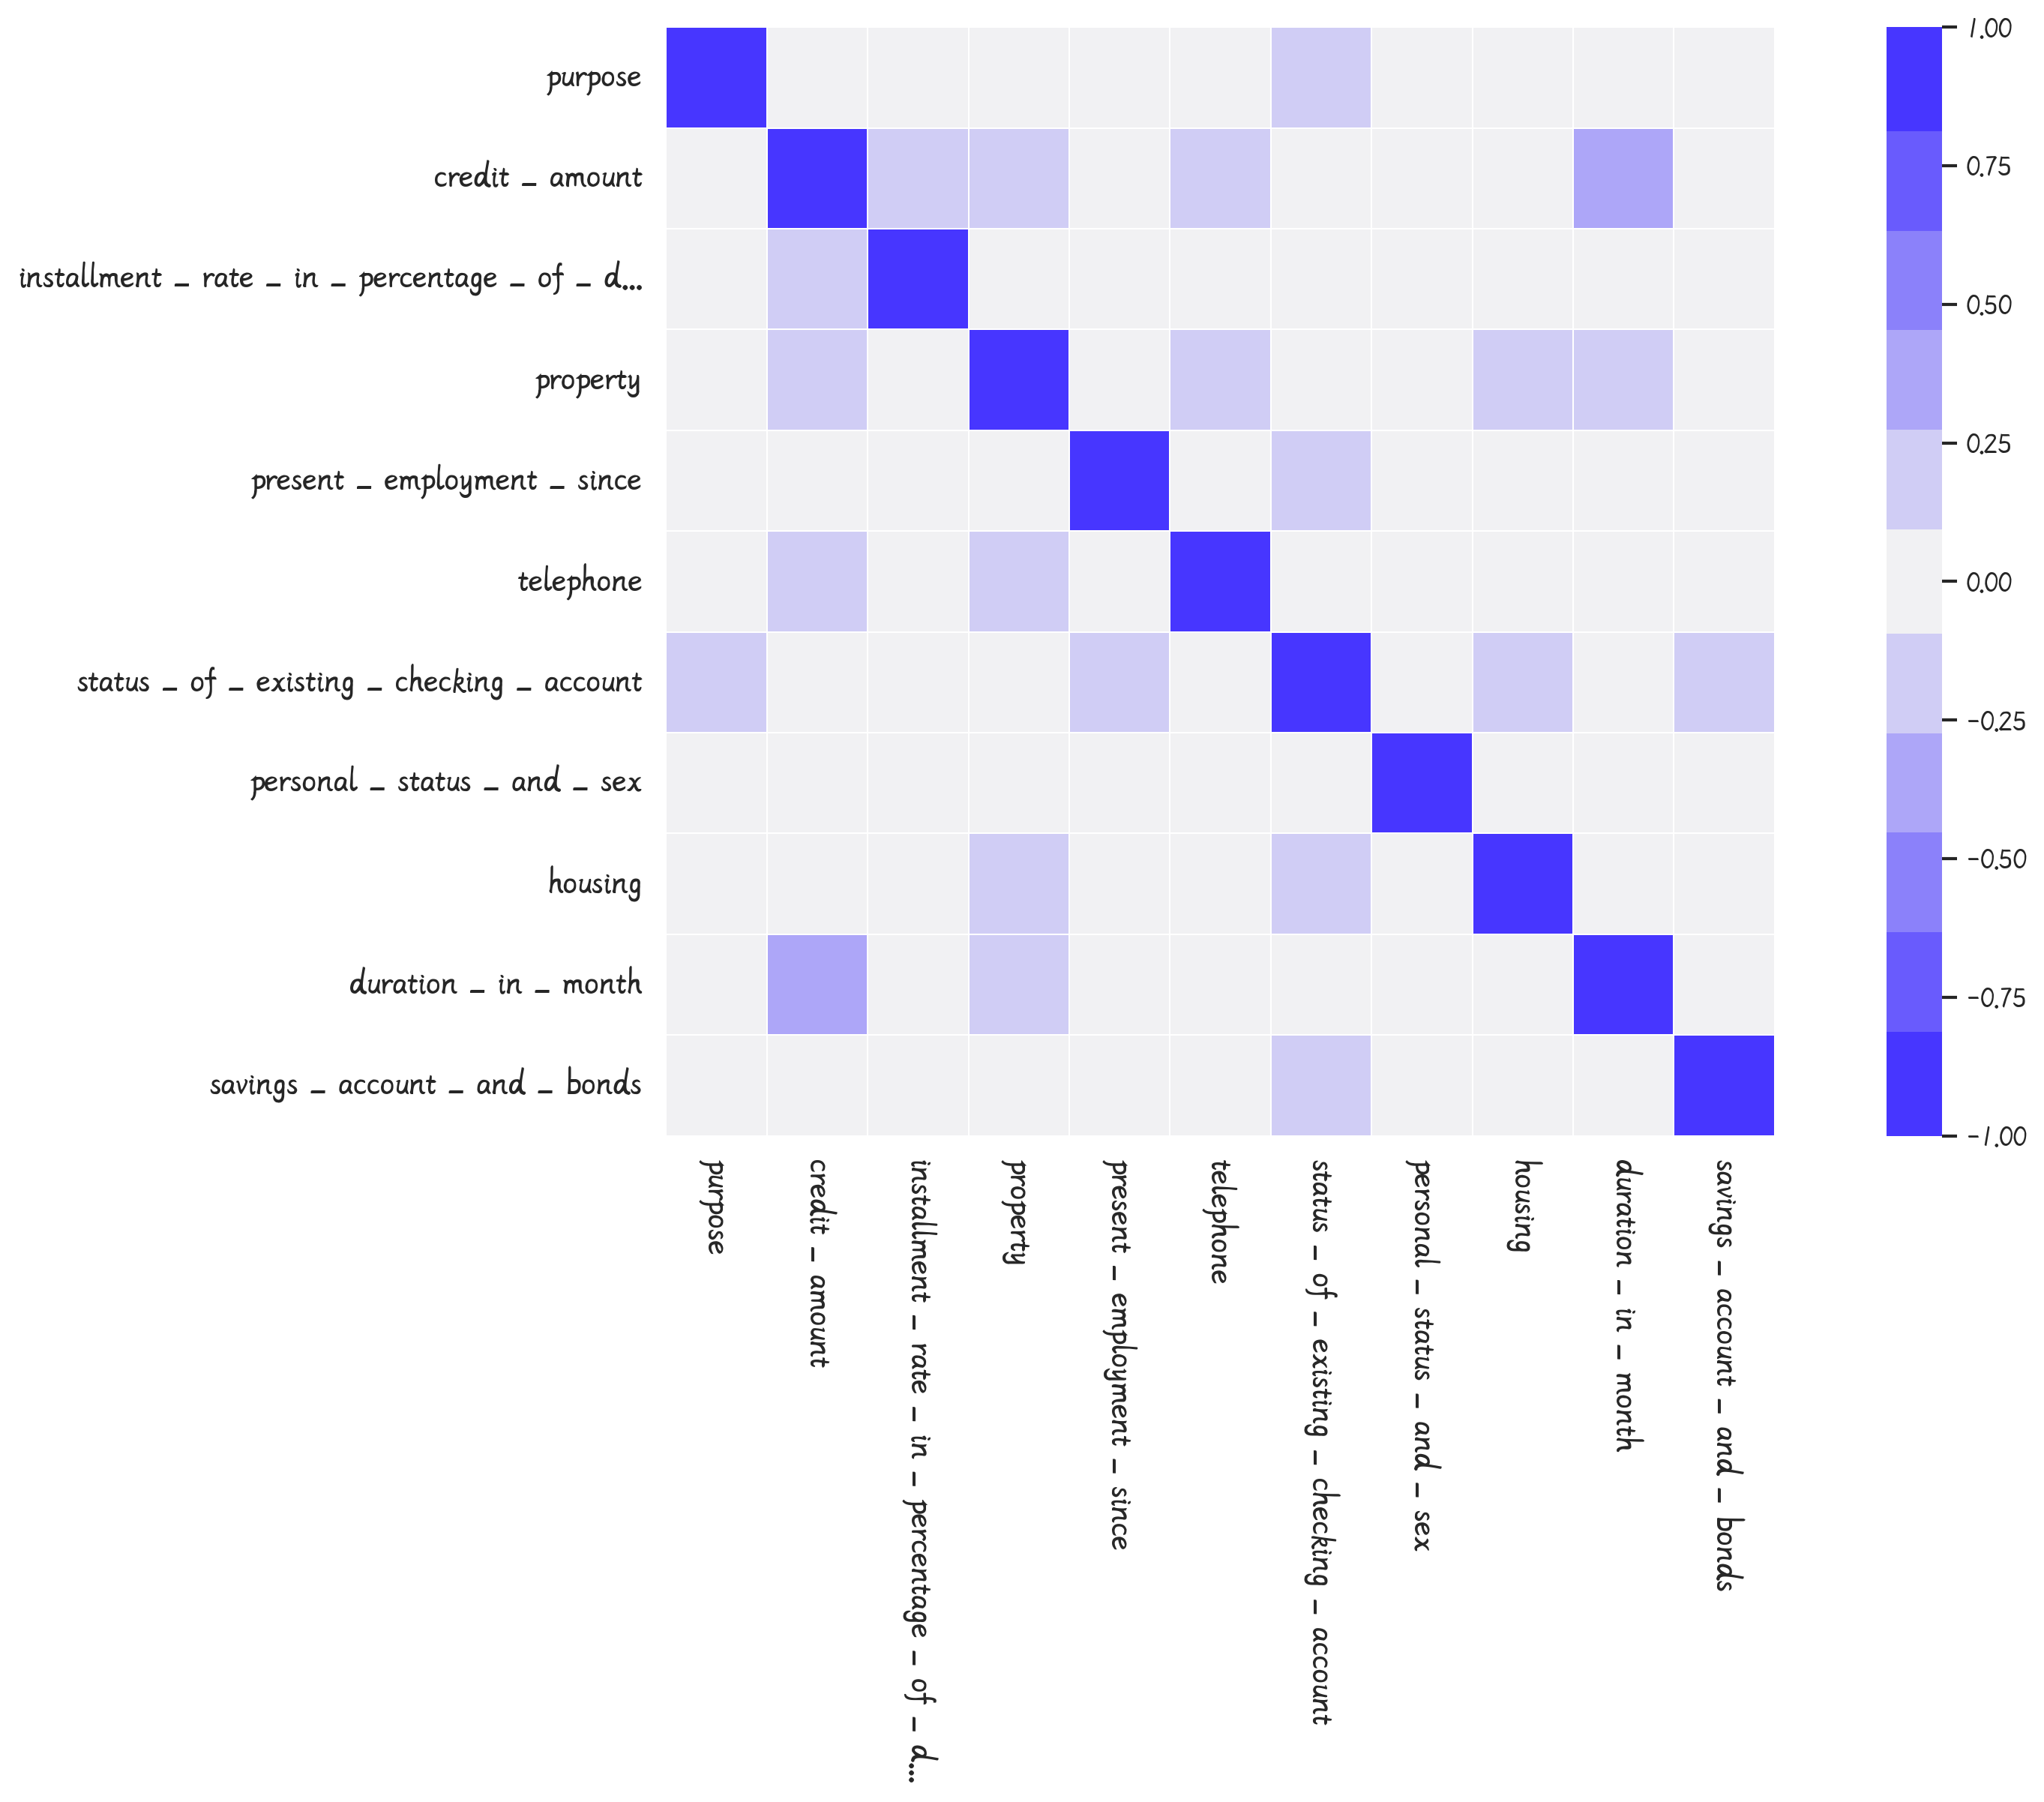 purpose
credit _ amount
installment _ rate _ in _ percentage _ of _ d...
property
present _ employment _ since
telephone
status _ of _ existing _ checking _ account
personal _ status _ and _ sex
housing
duration _ in _ month
savings _ account _ and _ bonds
purpose
credit _ amount
installment _ rate _ in _ percentage _ of _ d...
property
present _ employment _ since
telephone
status _ of _ existing _ checking _ account
personal _ status _ and _ sex
housing
duration _ in _ month
savings _ account _ and _ bonds
1.00
0.75
0.50
0.25
0.00
-0.25
-0.50
-0.75
-1.00